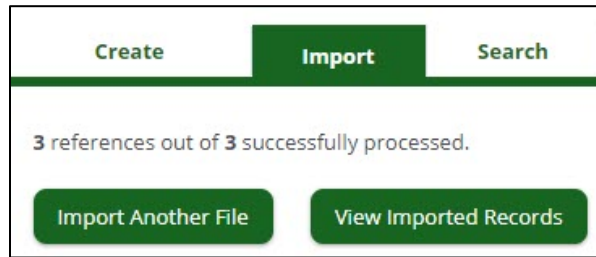 Create Import Search
3 references out of 3 successfully processed.
Import Another File View Imported Records